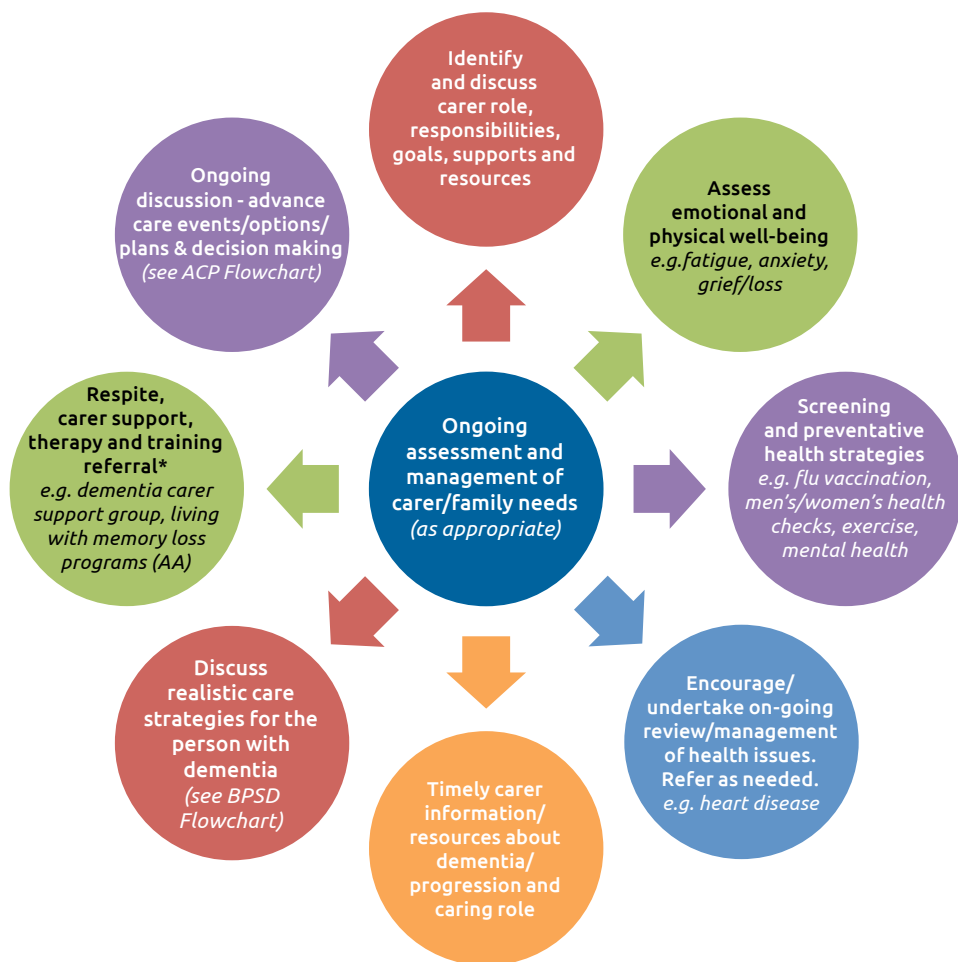 Identify
and discuss
carer role,
responsibilities,
goals, supports and
resources
Assess
emotional and
physical well-being
e.g.fatigue, anxiety,
grief/loss
Screening
and preventative
health strategies
e.g. flu vaccination,
men's/women's health
checks, exercise,
mental health
Encourage/
undertake on-going
review/management
of health issues.
Refer as needed.
e.g. heart disease
Timely carer
information/
resources about
dementia/
progression and
caring role
Discuss
realistic care
strategies for the
person with
dementia
(see BPSD
Flowchart)
Respite,
carer support,
therapy and training
referral*
e.g. dementia carer
support group, living
with memory loss
programs (AA)
Ongoing
discussion - advance
care events/options/
plans & decision making
(see ACP Flowchart)
Ongoing
assessment and
management of
carer/family needs
(as appropriate)